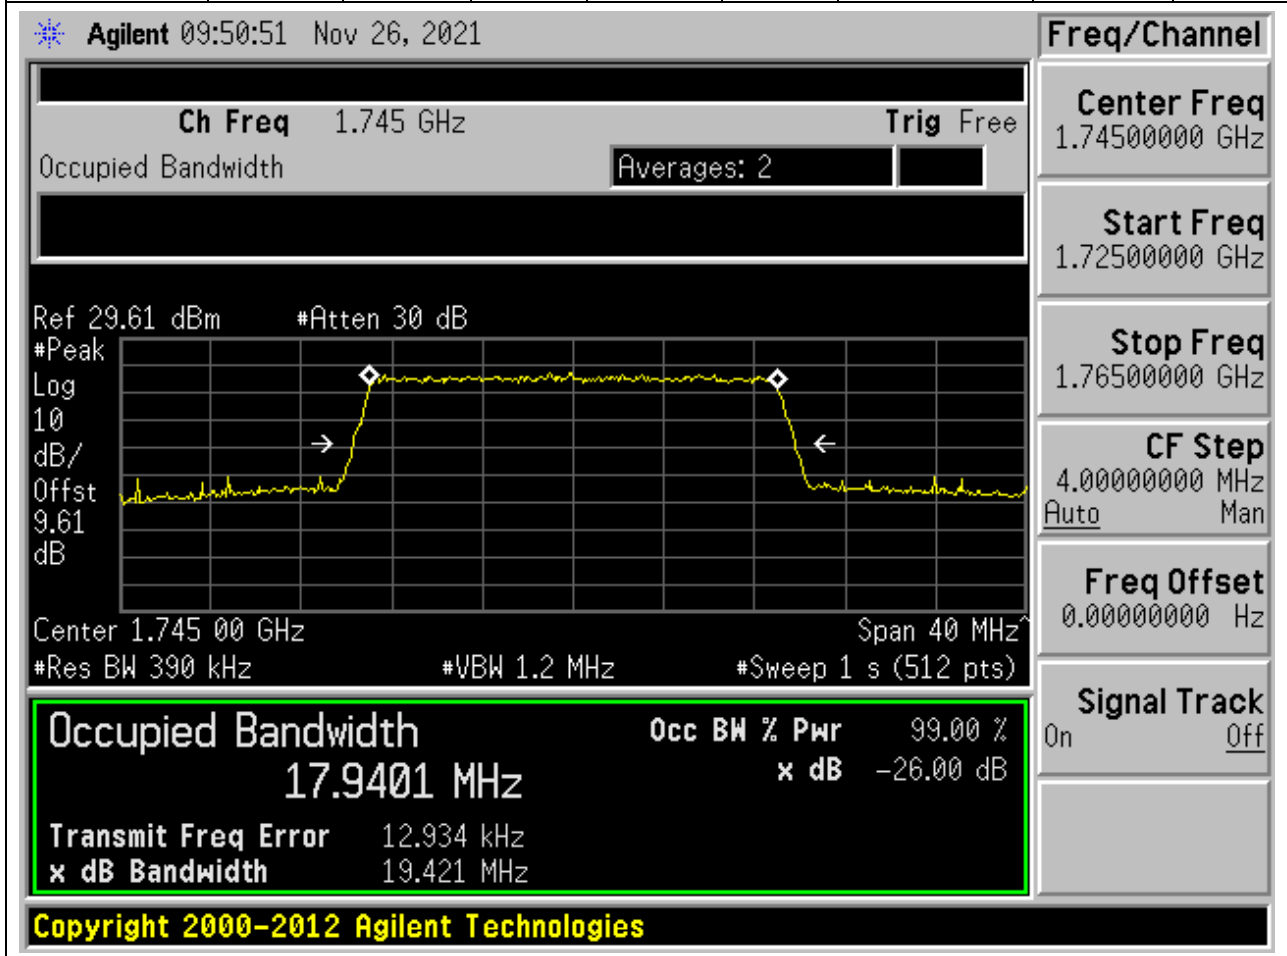 Agilent 09:50:51 Nov 26, 2021
Freq/Channel
Ch Freq 1.745 GHz Trig Free
Occupied Bandwidth Averages: 2
Center Freq
1.74500000 GHz
Start Freq
1.72500000 GHz
Stop Freq
1.76500000 GHz
CF Step
4.00000000 MHz
Auto Man
Freq Offset
0.00000000 Hz
Signal Track
On Off
Ref 29.61 dBm #Atten 30 dB
#Peak
Log
10
dB/
Offst
9.61
dB
Center 1.745 00 GHz Span 40 MHz^
#Res BW 390 kHz #VBW 1.2 MHz #Sweep 1 s (512 pts)
Occupied Bandwidth Occ BW % Pwr 99.00 %
17.9401 MHz x dB -26.00 dB
Transmit Freq Error 12.934 kHz
x dB Bandwidth 19.421 MHz
Copyright 2000-2012 Agilent Technologies